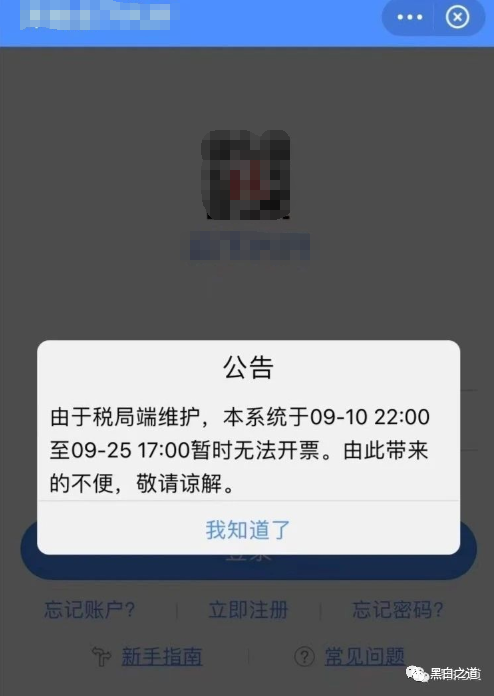 公告
由于税局端维护，本系统于09-10 22:00
至09-25 17:00暂时无法开票。由此带来
的不便，敬请谅解。
我知道了
登录
忘记账户?
立即注册
忘记密码?
新手指南
? 常见问题
黑白之道